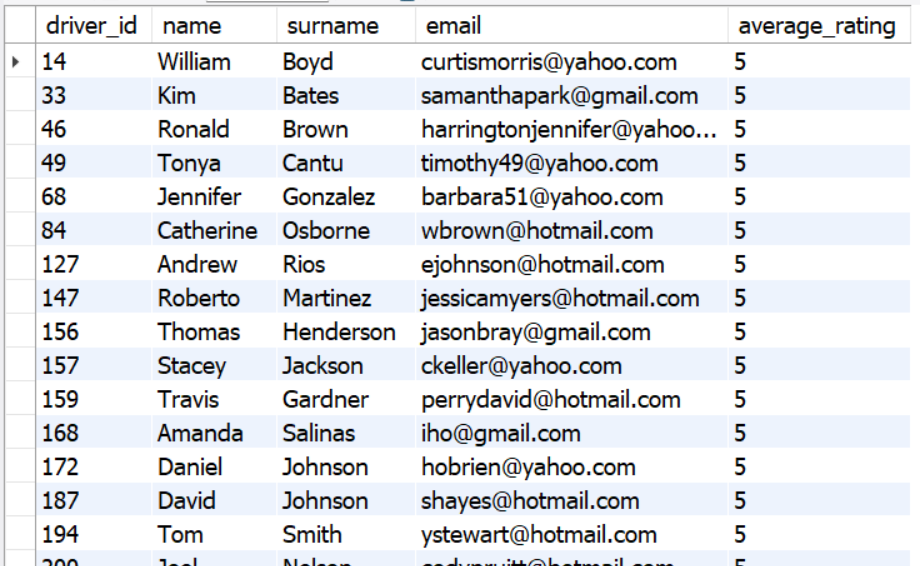 driver_id name surname email average_rating
14 William Boyd curtismorris@yahoo.com 5
33 Kim Bates samanthapark@gmail.com 5
46 Ronald Brown harringtonjennifer@yahoo... 5
49 Tonya Cantu timothy49@yahoo.com 5
68 Jennifer Gonzalez barbara51@yahoo.com 5
84 Catherine Osborne wbrown@hotmail.com 5
127 Andrew Rios ejohnson@hotmail.com 5
147 Roberto Martinez jessicamyers@hotmail.com 5
156 Thomas Henderson jasonbray@gmail.com 5
157 Stacey Jackson ckeller@yahoo.com 5
159 Travis Gardner perrydavid@hotmail.com 5
168 Amanda Salinas iho@gmail.com 5
172 Daniel Johnson hobrien@yahoo.com 5
187 David Johnson shayes@hotmail.com 5
194 Tom Smith ystewart@hotmail.com 5